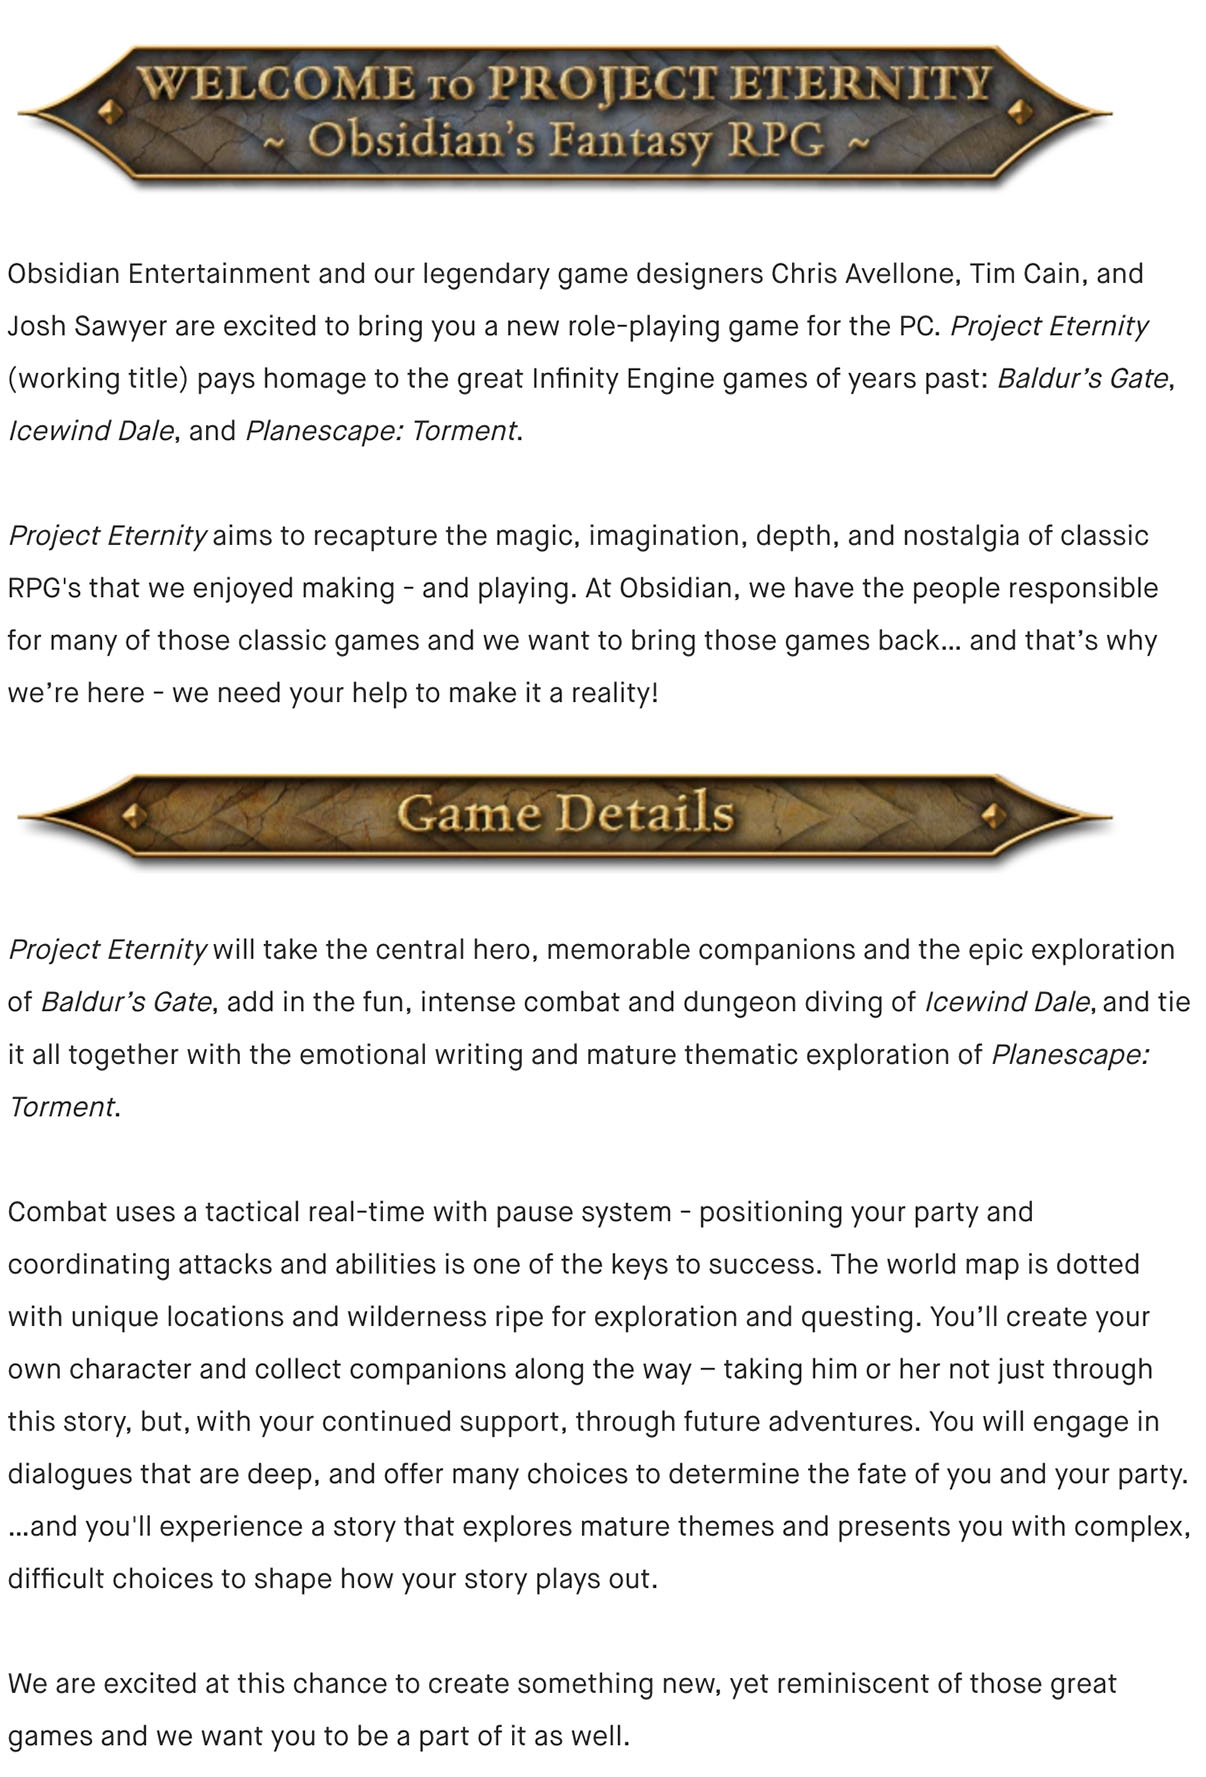 WELCOME to PROJECT ETERNITY
~ Obsidian's Fantasy RPG ~
Obsidian Entertainment and our legendary game designers Chris Avellone, Tim Cain, and
Josh Sawyer are excited to bring you a new role-playing game for the PC. Project Eternity
(working title) pays homage to the great Infinity Engine games of years past: Baldur’s Gate,
Icewind Dale, and Planescape: Torment.
Project Eternity aims to recapture the magic, imagination, depth, and nostalgia of classic
RPG's that we enjoyed making - and playing. At Obsidian, we have the people responsible
for many of those classic games and we want to bring those games back... and that’s why
we’re here - we need your help to make it a reality!
Game Details
Project Eternity will take the central hero, memorable companions and the epic exploration
of Baldur’s Gate, add in the fun, intense combat and dungeon diving of Icewind Dale, and tie
it all together with the emotional writing and mature thematic exploration of Planescape:
Torment.
Combat uses a tactical real-time with pause system - positioning your party and
coordinating attacks and abilities is one of the keys to success. The world map is dotted
with unique locations and wilderness ripe for exploration and questing. You’ll create your
own character and collect companions along the way – taking him or her not just through
this story, but, with your continued support, through future adventures. You will engage in
dialogues that are deep, and offer many choices to determine the fate of you and your party.
...and you'll experience a story that explores mature themes and presents you with complex,
difficult choices to shape how your story plays out.
We are excited at this chance to create something new, yet reminiscent of those great
games and we want you to be a part of it as well.